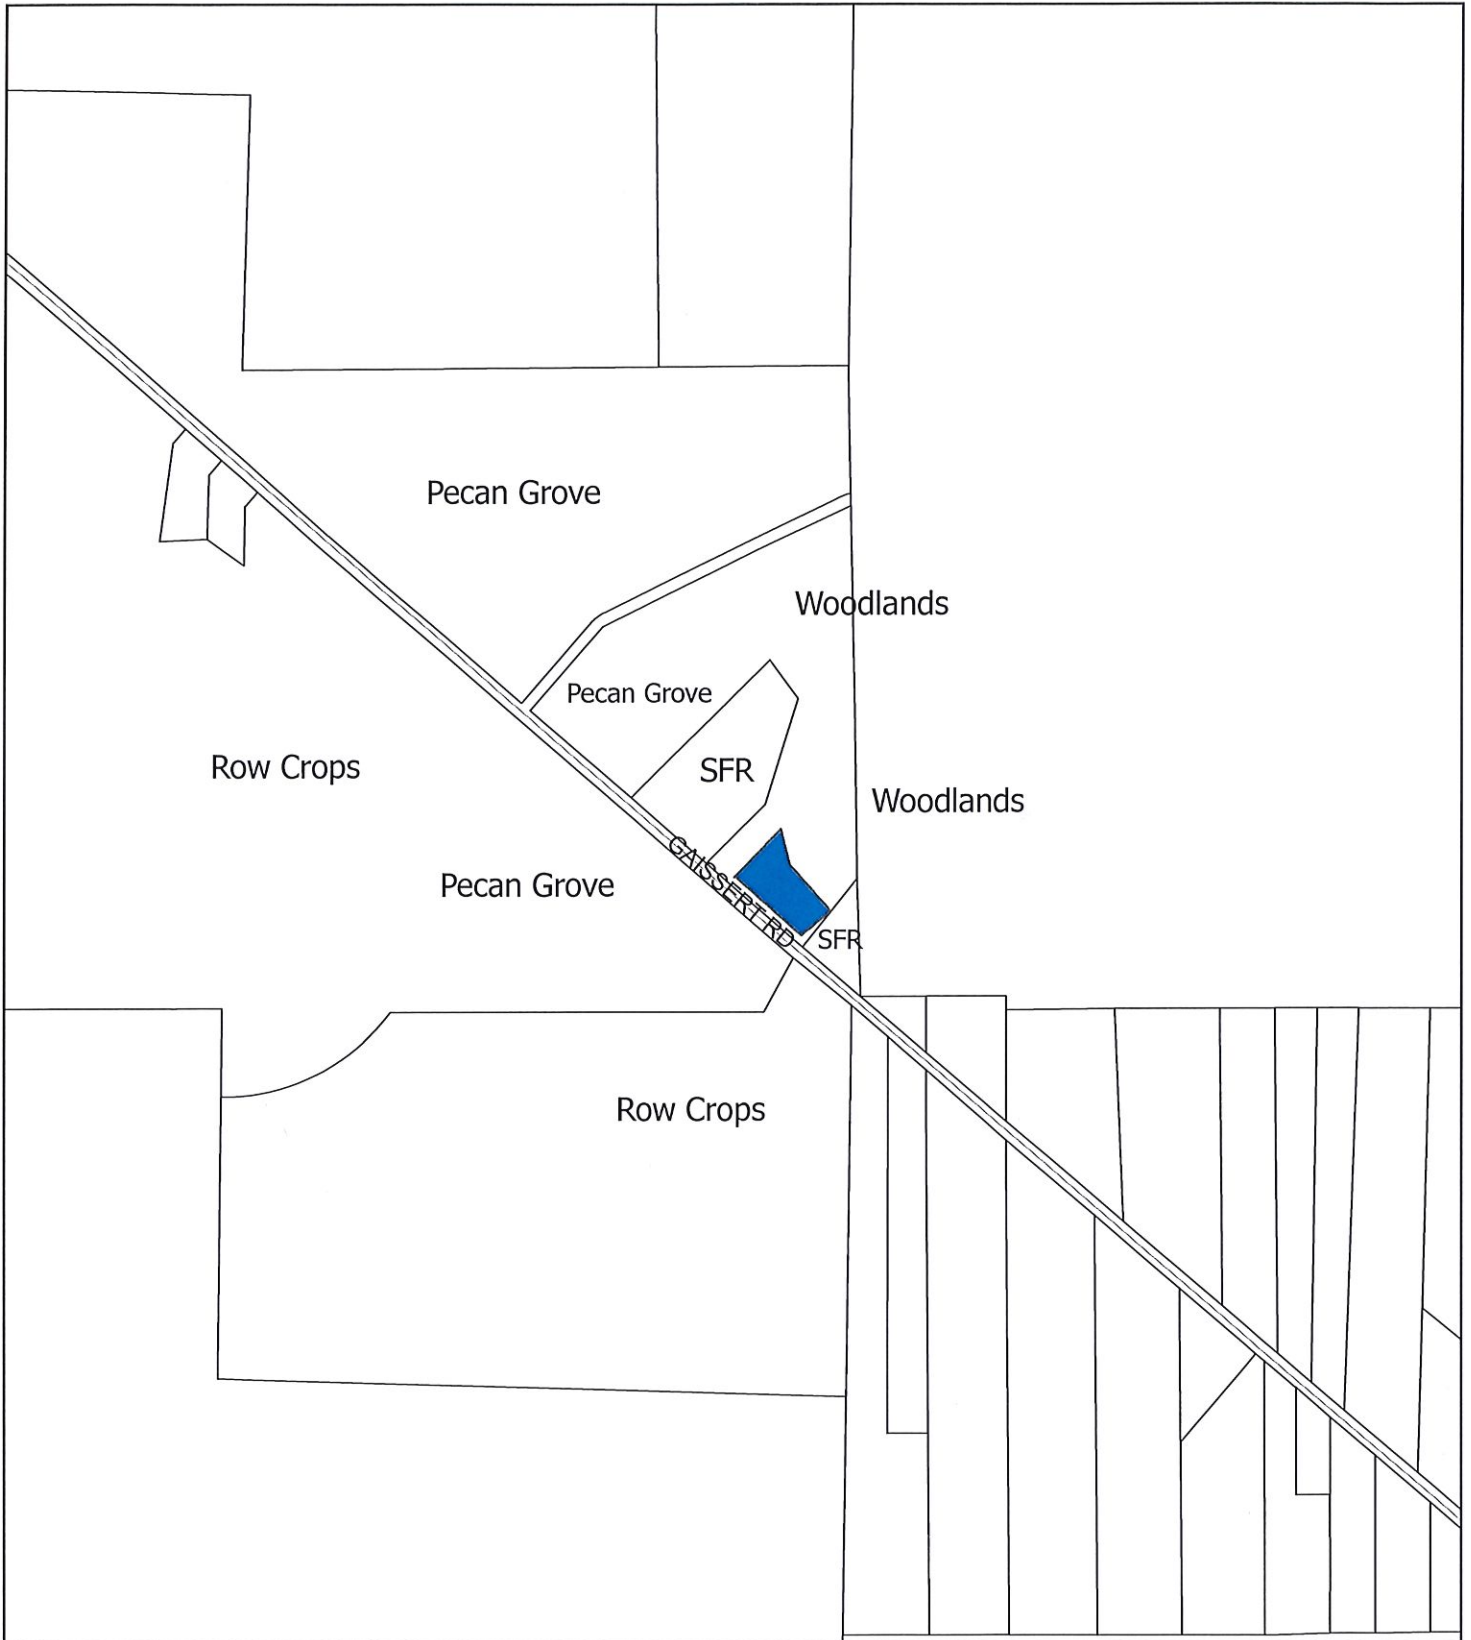 Pecan Grove
Woodlands
Pecan Grove
Row Crops
SFR
Woodlands
GAISSERT RD
Pecan Grove
SFR
Row Crops